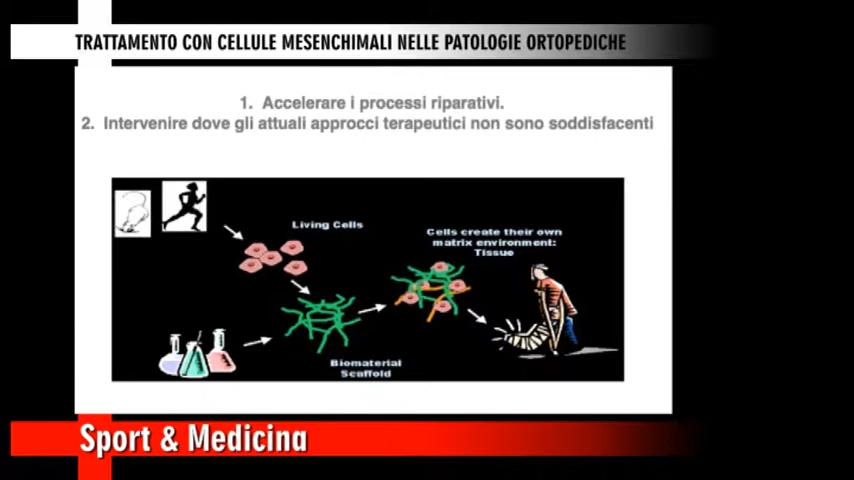 TRATTAMENTO CON CELLULE MESENCHIMALI NELLE PATOLOGIE ORTOPEDICHE
1. Accelerare i processi riparativi.
2. Intervenire dove gli attuali approcci terapeutici non sono soddisfacenti
Living Cells
Cells create their own
matrix environment:
Tissue
Biomaterial
Scaffold
Sport & Medicina